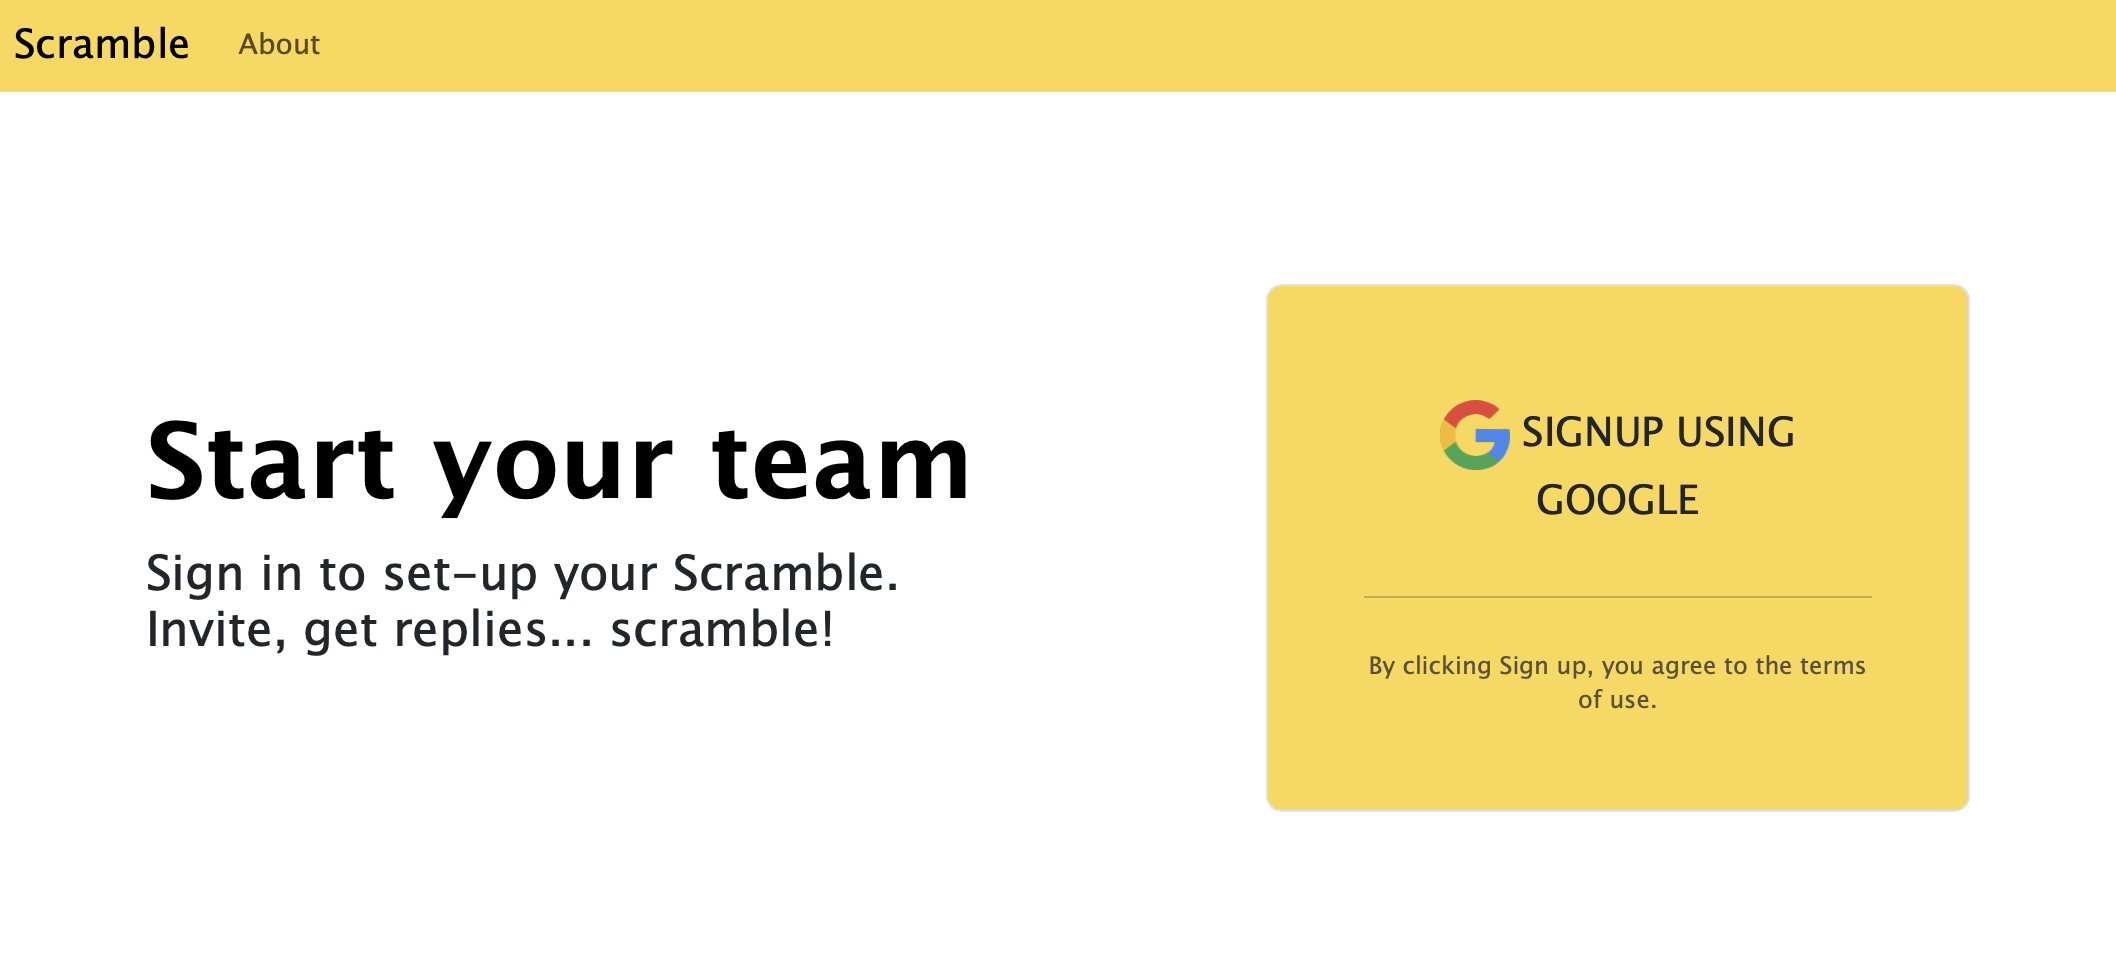 Scramble About
Start your team
Sign in to set-up your Scramble.
Invite, get replies... scramble!
SIGNUP USING
GOOGLE
By clicking Sign up, you agree to the terms
of use.